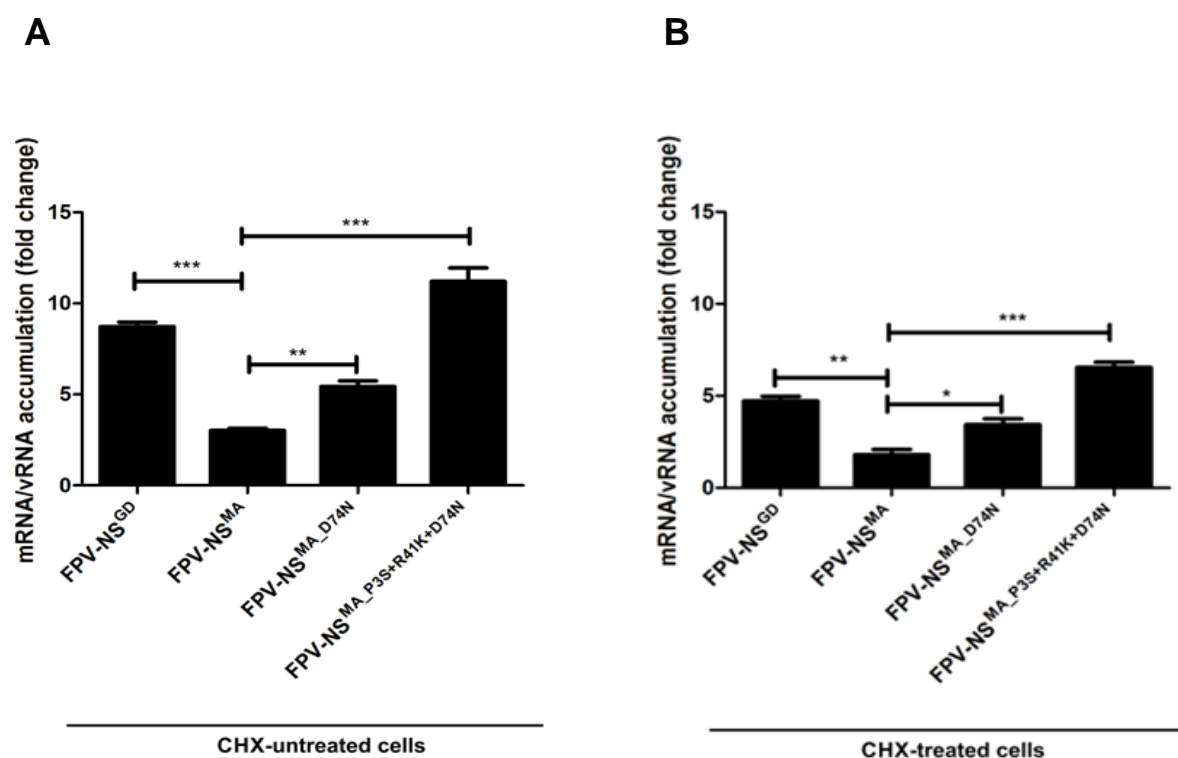 A
mRNA/vRNA accumulation (fold change)
15
10
5
0
***
***
**
FPV-NS^GD
FPV-NS^MA
FPV-NS^MA_D74N
FPV-NS^MA_P3S+R41K+D74N
CHX-untreated cells
B
mRNA/vRNA accumulation (fold change)
15
10
5
0
***
**
*
FPV-NS^GD
FPV-NS^MA
FPV-NS^MA_D74N
FPV-NS^MA_P3S+R41K+D74N
CHX-treated cells